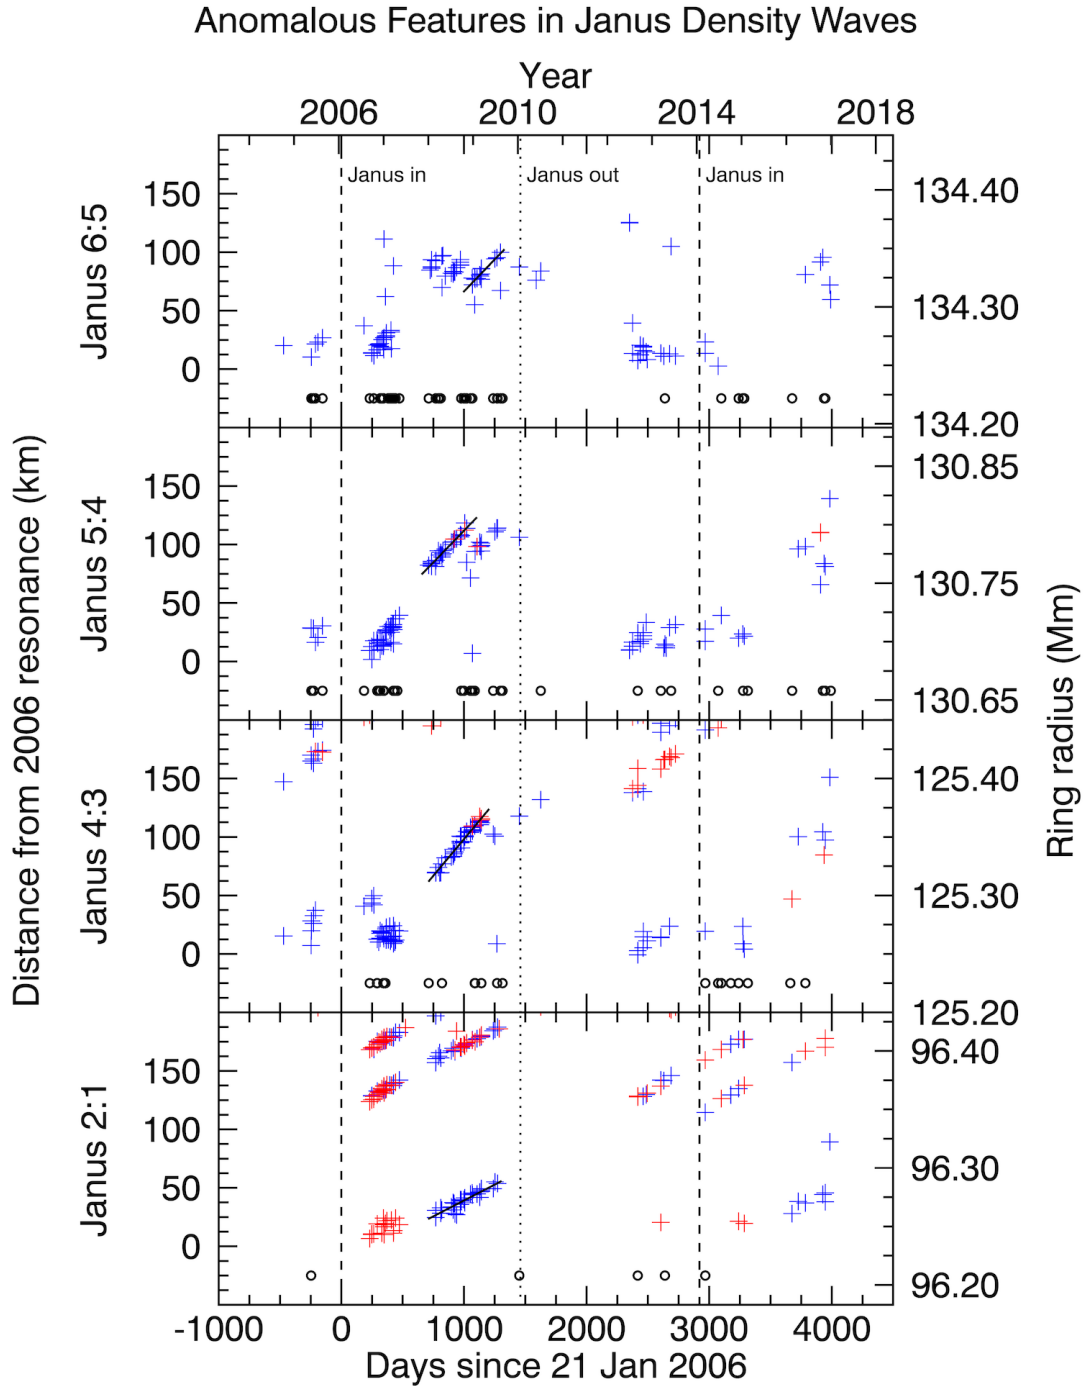 Anomalous Features in Janus Density Waves
Year
2006 2010 2014 2018
Janus in Janus out Janus in
Janus 6:5
150
100
50
0
134.40
134.30
134.20
Janus 5:4
150
100
50
0
130.85
130.75
130.65
Janus 4:3
150
100
50
0
125.40
125.30
125.20
Janus 2:1
150
100
50
0
96.40
96.30
96.20
Distance from 2006 resonance (km)
Ring radius (Mm)
-1000 0 1000 2000 3000 4000
Days since 21 Jan 2006